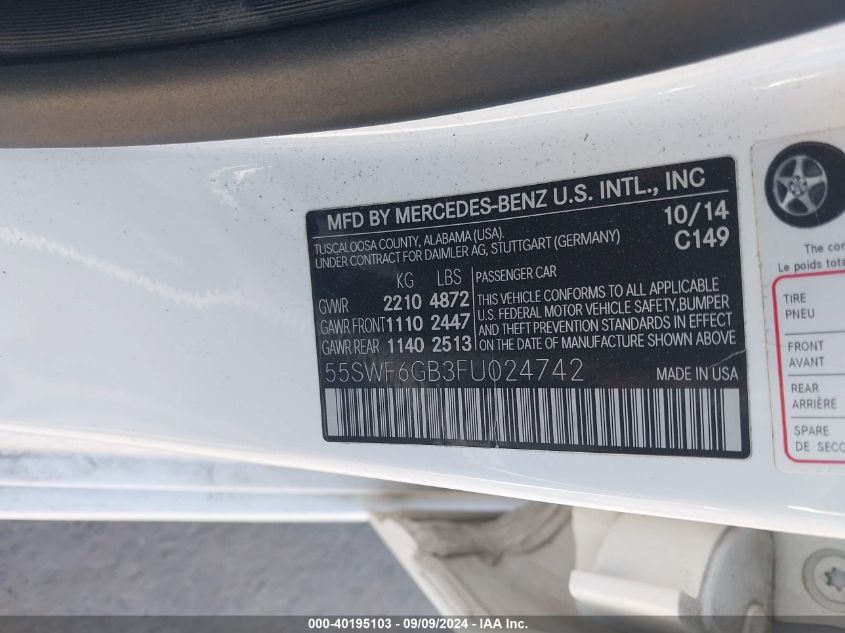 MFD BY MERCEDES-BENZ U.S. INTL., INC
10/14
TUSCALOOSA COUNTY, ALABAMA (USA).
UNDER CONTRACT FOR DAIMLER AG, STUTTGART (GERMANY)
C149
KG LBS PASSENGER CAR
GVWR 2210 4872
GAWR FRONT 1110 2447
GAWR REAR 1140 2513
THIS VEHICLE CONFORMS TO ALL APPLICABLE
U.S. FEDERAL MOTOR VEHICLE SAFETY,BUMPER
AND THEFT PREVENTION STANDARDS IN EFFECT
ON THE DATE OF MANUFACTURE SHOWN ABOVE
55SWF6GB3FU024742
MADE IN USA
The
Le poids
TIRE
PNEU
FRONT
AVANT
REAR
ARRIÈRE
SPARE
DE
000-40195103 - 09/09/2024 - IAA Inc.